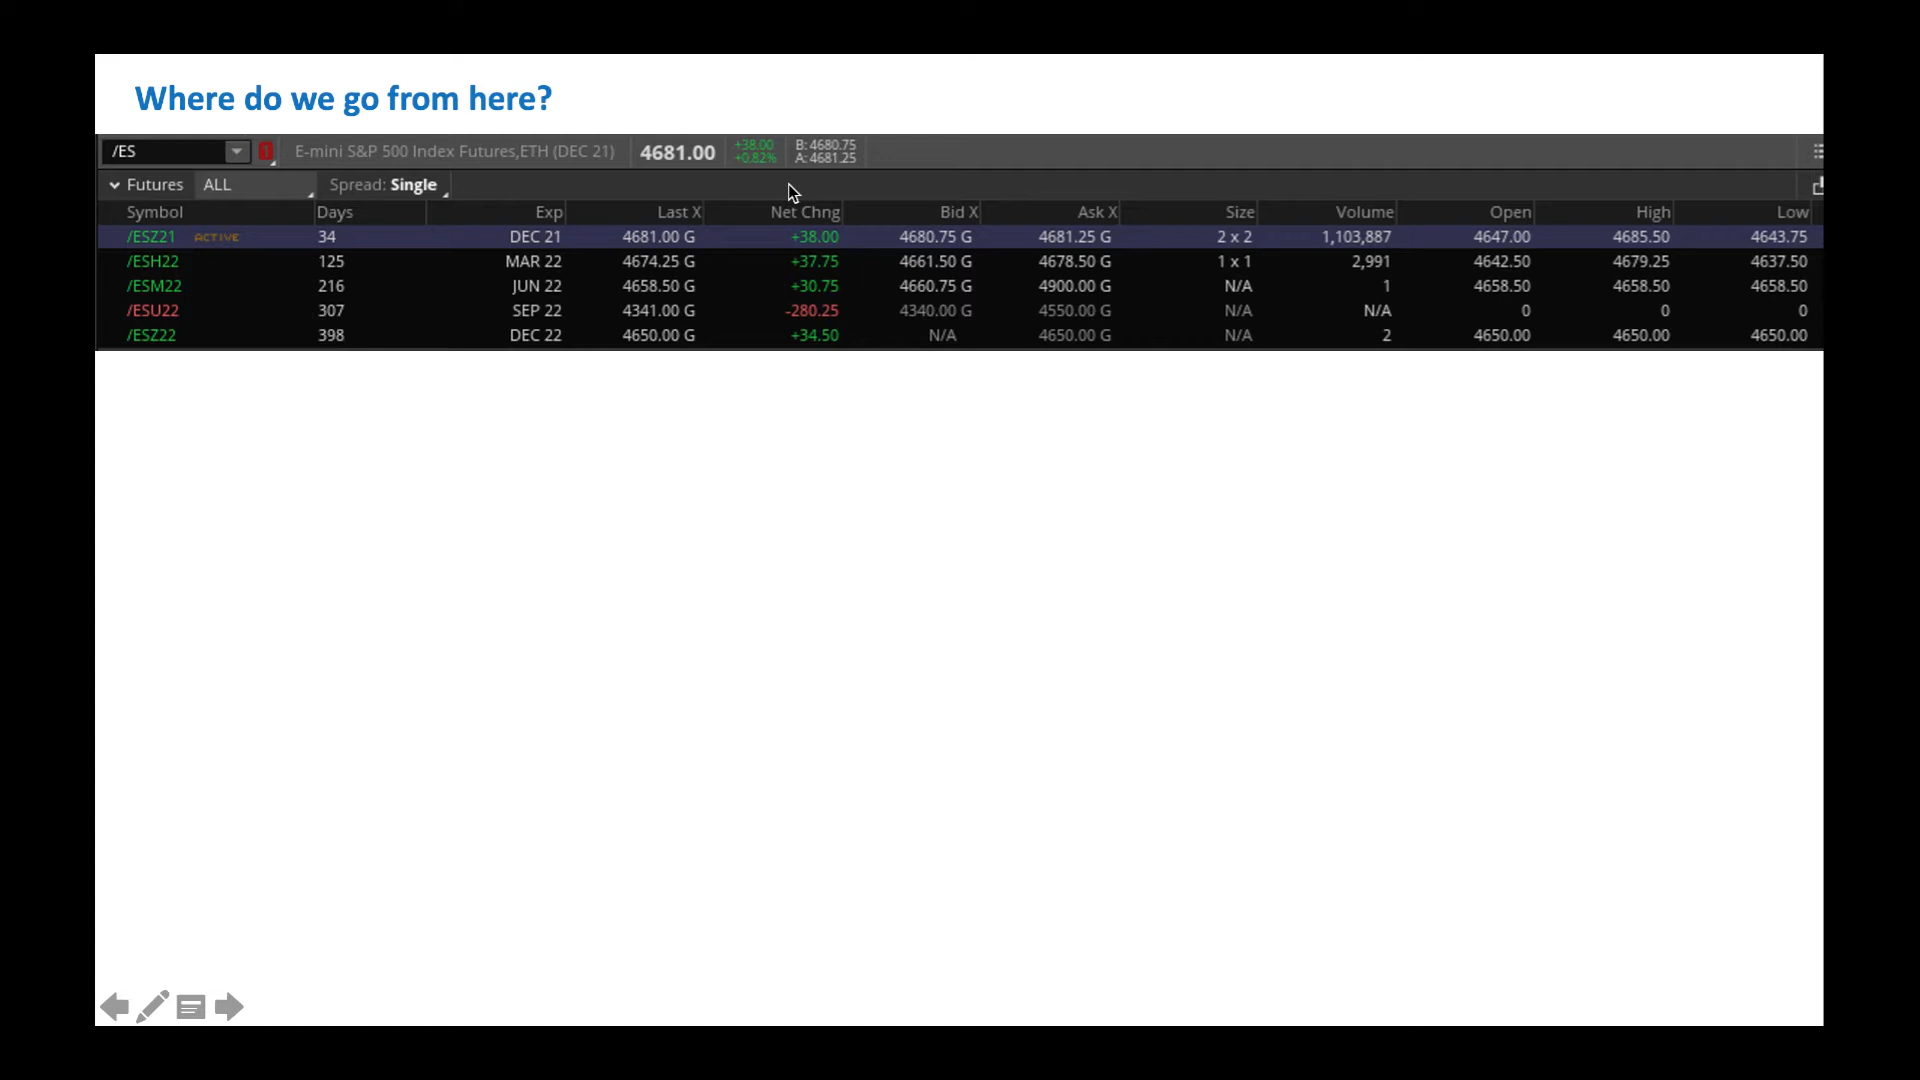 Where do we go from here?
/ES E-mini S&P 500 Index Futures,ETH (DEC 21) 4681.00 +38.00 +0.82% B: 4680.75 A: 4681.25
Futures ALL Spread: Single
Symbol Days Exp Last X Net Chng Bid X Ask X Size Volume Open High Low
/ESZ21 ACTIVE 34 DEC 21 4681.00 G +38.00 4680.75 G 4681.25 G 2 x 2 1,103,887 4647.00 4685.50 4643.75
/ESH22 125 MAR 22 4674.25 G +37.75 4661.50 G 4678.50 G 1 x 1 2,991 4642.50 4679.25 4637.50
/ESM22 216 JUN 22 4658.50 G +30.75 4660.75 G 4900.00 G N/A 1 4658.50 4658.50 4658.50
/ESU22 307 SEP 22 4341.00 G -280.25 4340.00 G 4550.00 G N/A N/A 0 0 0
/ESZ22 398 DEC 22 4650.00 G +34.50 N/A 4650.00 G N/A 2 4650.00 4650.00 4650.00